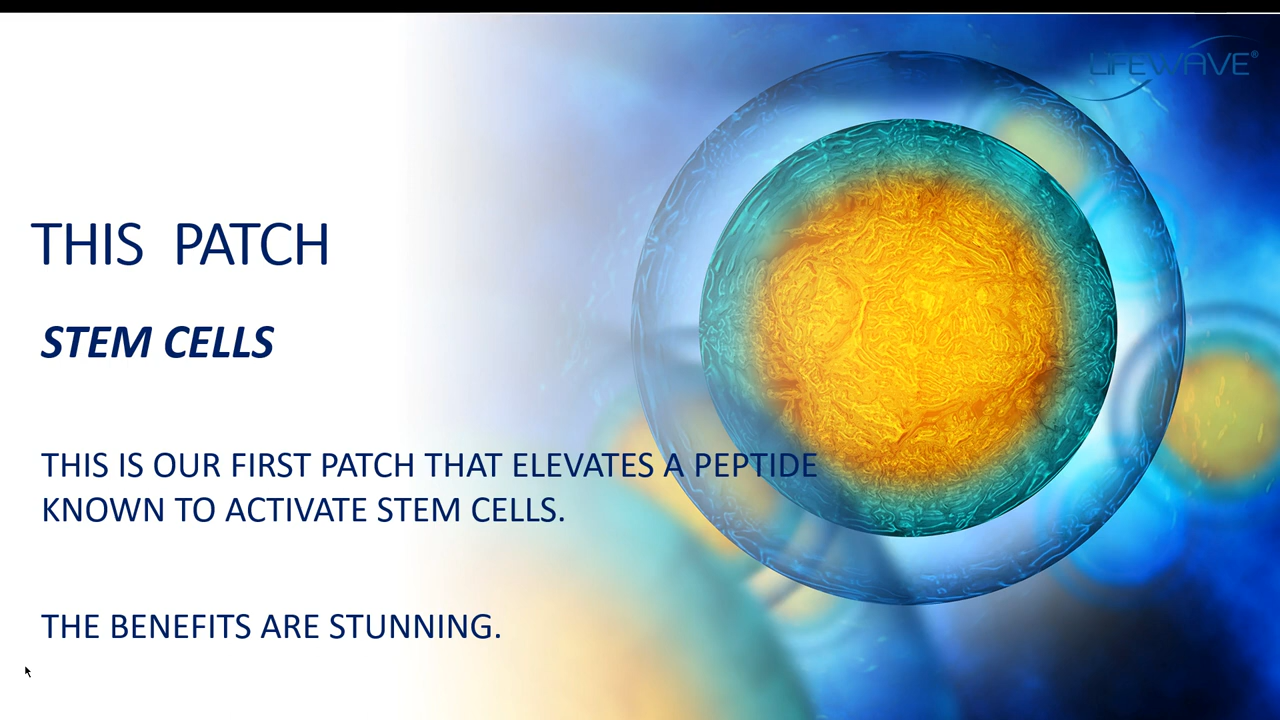 LIFEWAVE®
THIS PATCH
STEM CELLS
THIS IS OUR FIRST PATCH THAT ELEVATES A PEPTIDE
KNOWN TO ACTIVATE STEM CELLS.
THE BENEFITS ARE STUNNING.